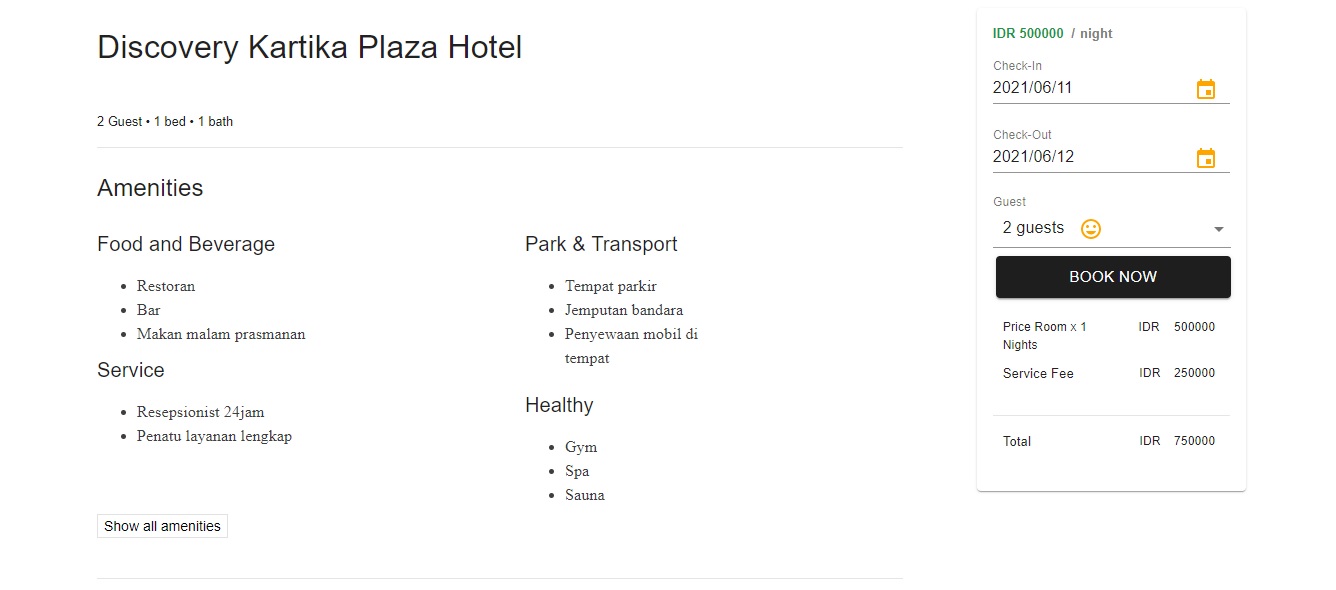 Discovery Kartika Plaza Hotel
2 Guest • 1 bed • 1 bath
Amenities
Food and Beverage
• Restoran
• Bar
• Makan malam prasmanan
Service
• Resepsionist 24jam
• Penatu layanan lengkap
Park & Transport
• Tempat parkir
• Jemputan bandara
• Penyewaan mobil di
tempat
Healthy
• Gym
• Spa
• Sauna
Show all amenities
IDR 500000 / night
Check-In
2021/06/11
Check-Out
2021/06/12
Guest
2 guests
BOOK NOW
Price Room x 1 IDR 500000
Nights
Service Fee IDR 250000
Total IDR 750000